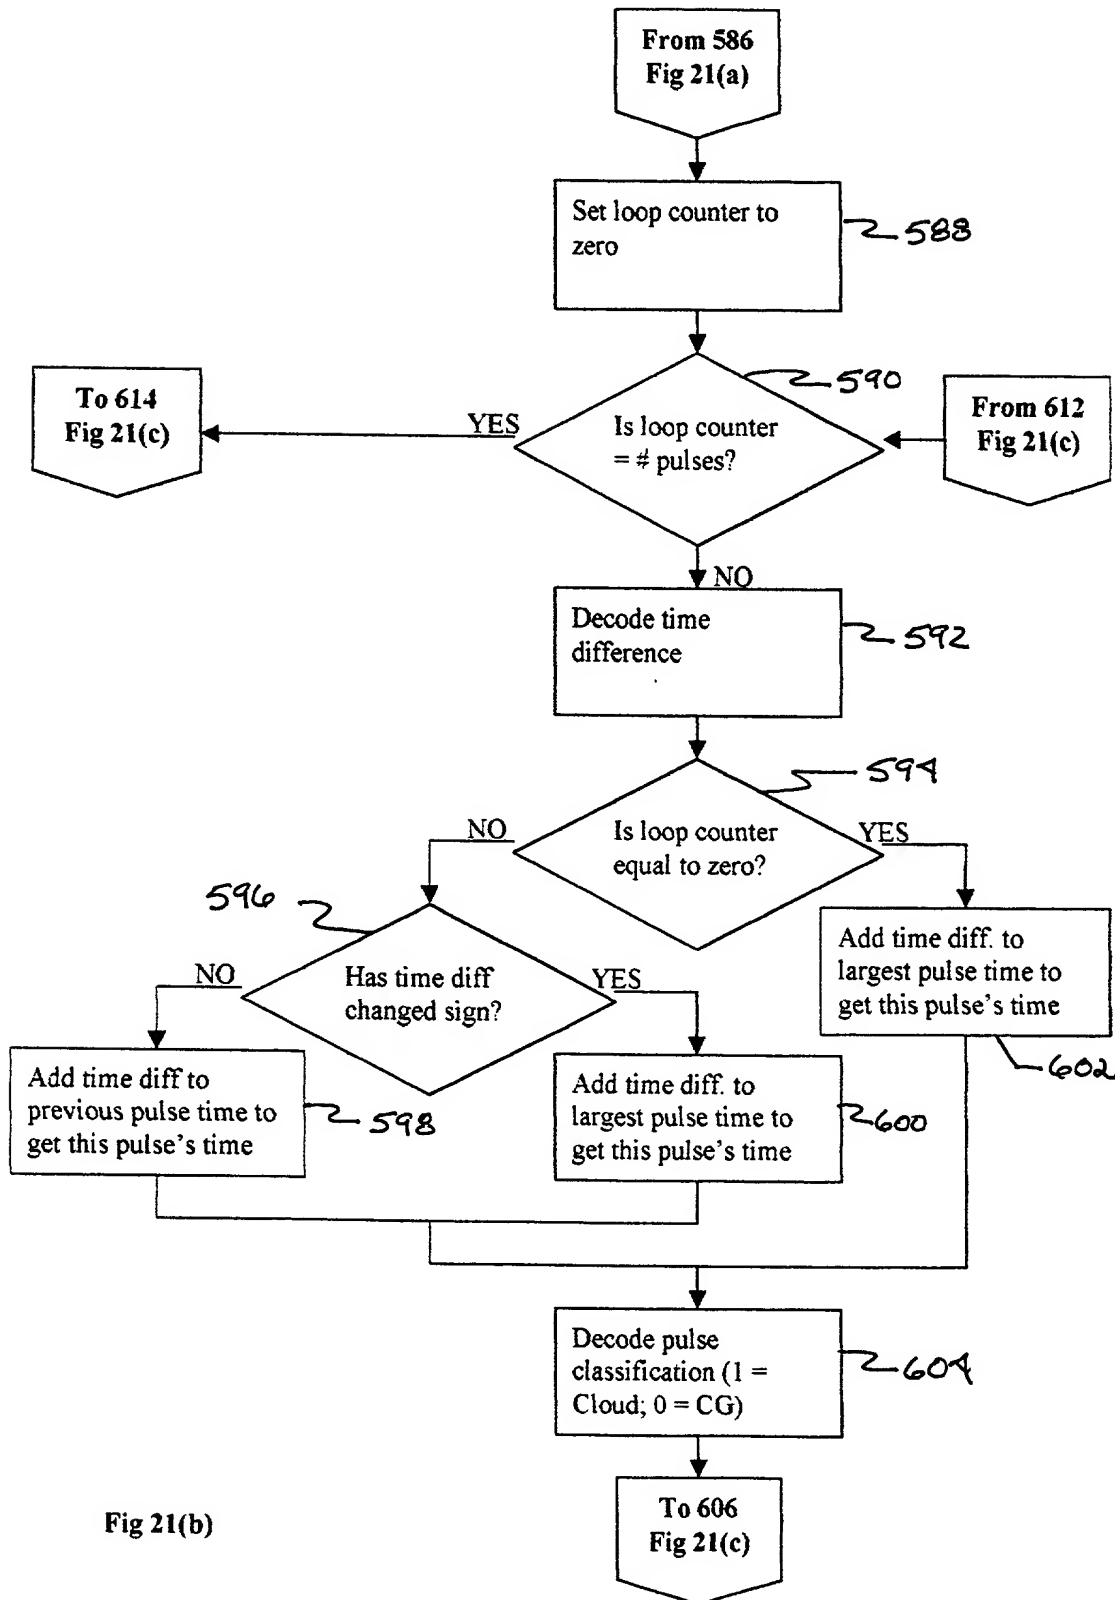 From 586
Fig 21(a)
Set loop counter to
zero
588
590
To 614
Fig 21(c)
YES
Is loop counter
= # pulses?
From 612
Fig 21(c)
NO
Decode time
difference
592
594
NO
Is loop counter
equal to zero?
YES
596
Add time diff. to
largest pulse time to
get this pulse's time
602
NO
Has time diff
changed sign?
YES
Add time diff to
previous pulse time to
get this pulse's time
598
Add time diff. to
largest pulse time to
get this pulse's time
600
Decode pulse
classification (1 =
Cloud; 0 = CG)
604
Fig 21(b)
To 606
Fig 21(c)